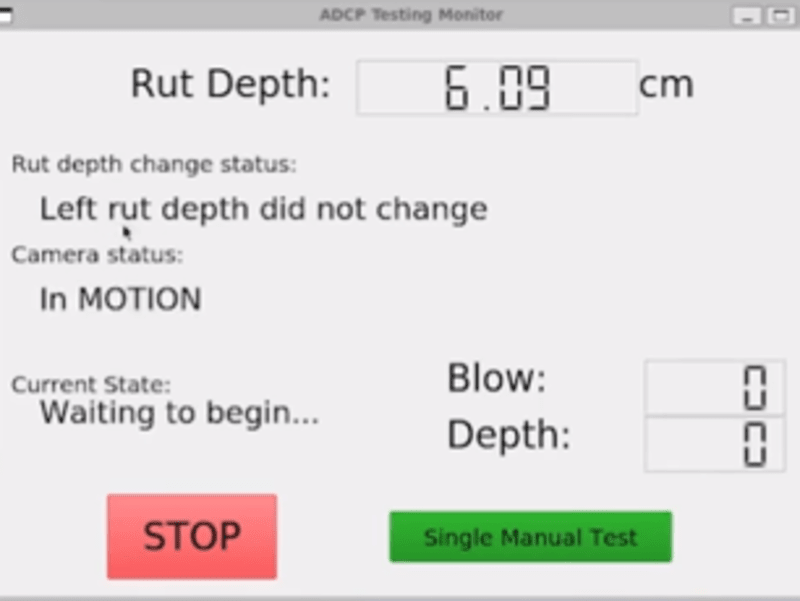 ADCP Testing Monitor
Rut Depth: 6.09 cm
Rut depth change status:
Left rut depth did not change
Camera status:
In MOTION
Current State:
Waiting to begin...
Blow: 0
Depth: 0
STOP
Single Manual Test